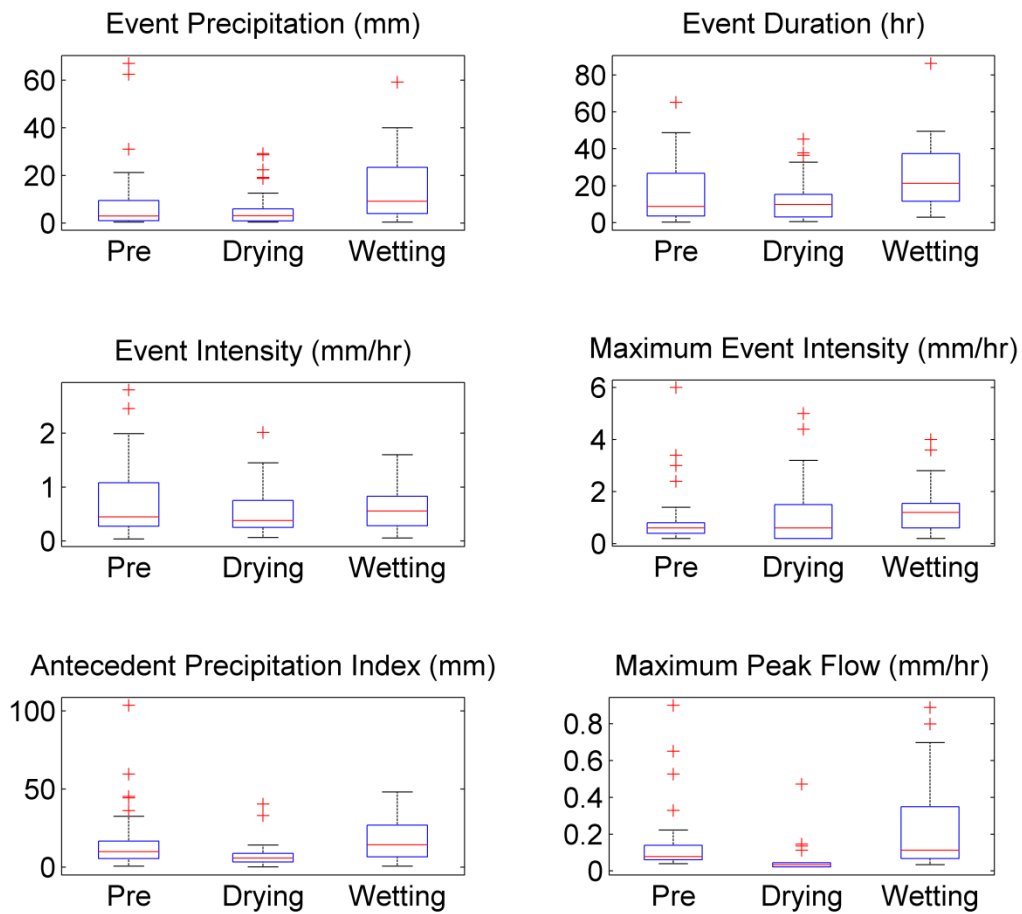 Event Precipitation (mm)
60
40
20
0
Pre Drying Wetting
Event Duration (hr)
80
60
40
20
0
Pre Drying Wetting
Event Intensity (mm/hr)
2
1
0
Pre Drying Wetting
Maximum Event Intensity (mm/hr)
6
4
2
0
Pre Drying Wetting
Antecedent Precipitation Index (mm)
100
50
0
Pre Drying Wetting
Maximum Peak Flow (mm/hr)
0.8
0.6
0.4
0.2
0
Pre Drying Wetting